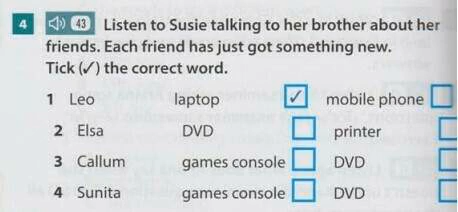 4 43 Listen to Susie talking to her brother about her
friends. Each friend has just got something new.
Tick (✓) the correct word.
1 Leo laptop ✓ mobile phone
2 Elsa DVD printer
3 Callum games console DVD
4 Sunita games console DVD